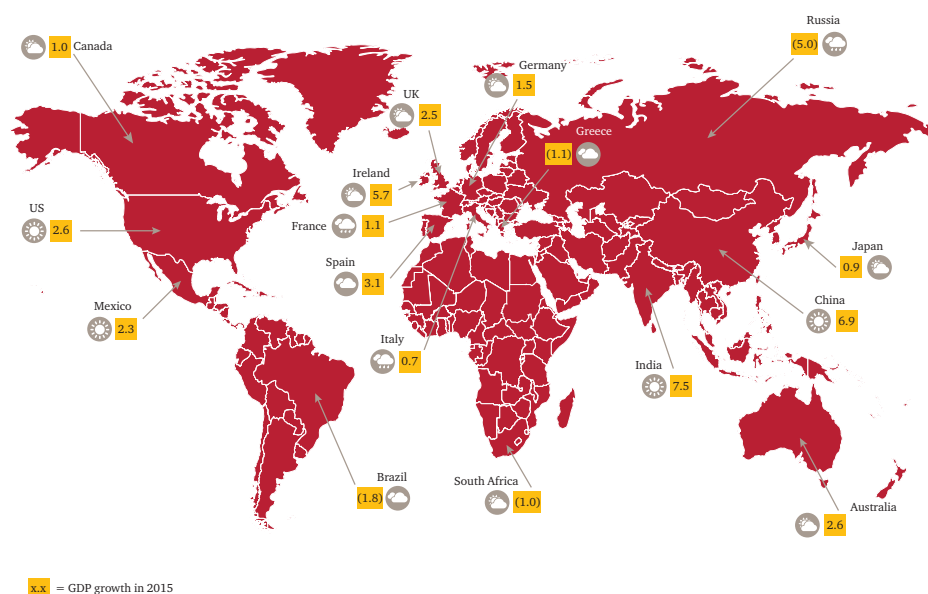 Russia
(5.0)
1.0 Canada
Germany
1.5
UK
2.5
Greece
(1.1)
Ireland
5.7
US
2.6
France 1.1
Japan
0.9
Spain
3.1
China
6.9
Mexico
2.3
Italy
0.7
India
7.5
Brazil
(1.8)
South Africa
(1.0)
Australia
2.6
x.x = GDP growth in 2015